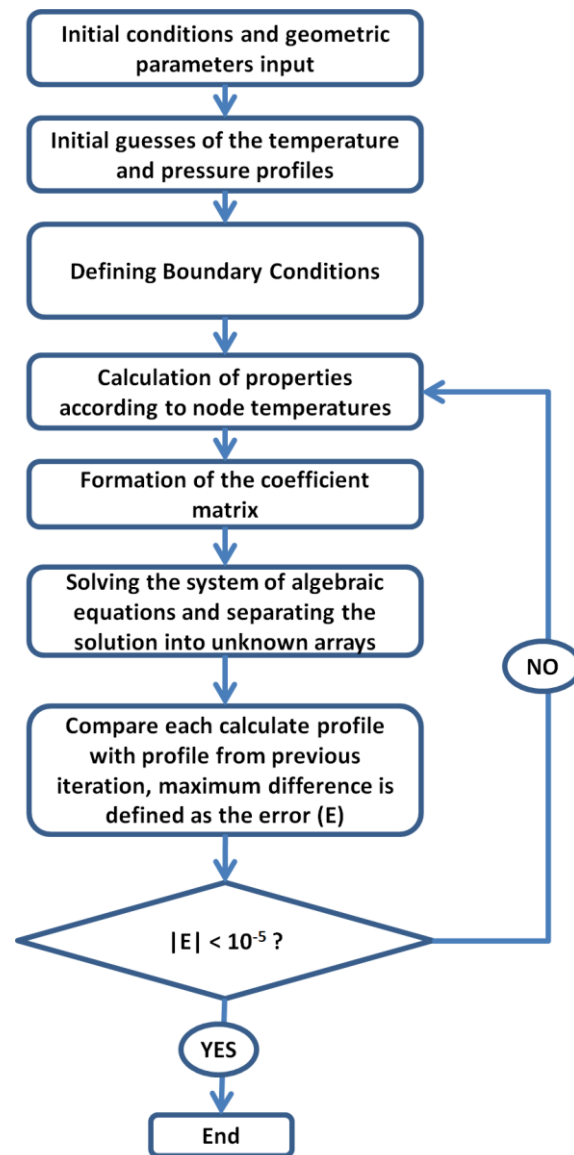 Initial conditions and geometric
parameters input
Initial guesses of the temperature
and pressure profiles
Defining Boundary Conditions
Calculation of properties
according to node temperatures
Formation of the coefficient
matrix
Solving the system of algebraic
equations and separating the
solution into unknown arrays
Compare each calculate profile
with profile from previous
iteration, maximum difference is
defined as the error (E)
|E| < 10⁻⁵ ?
NO
YES
End